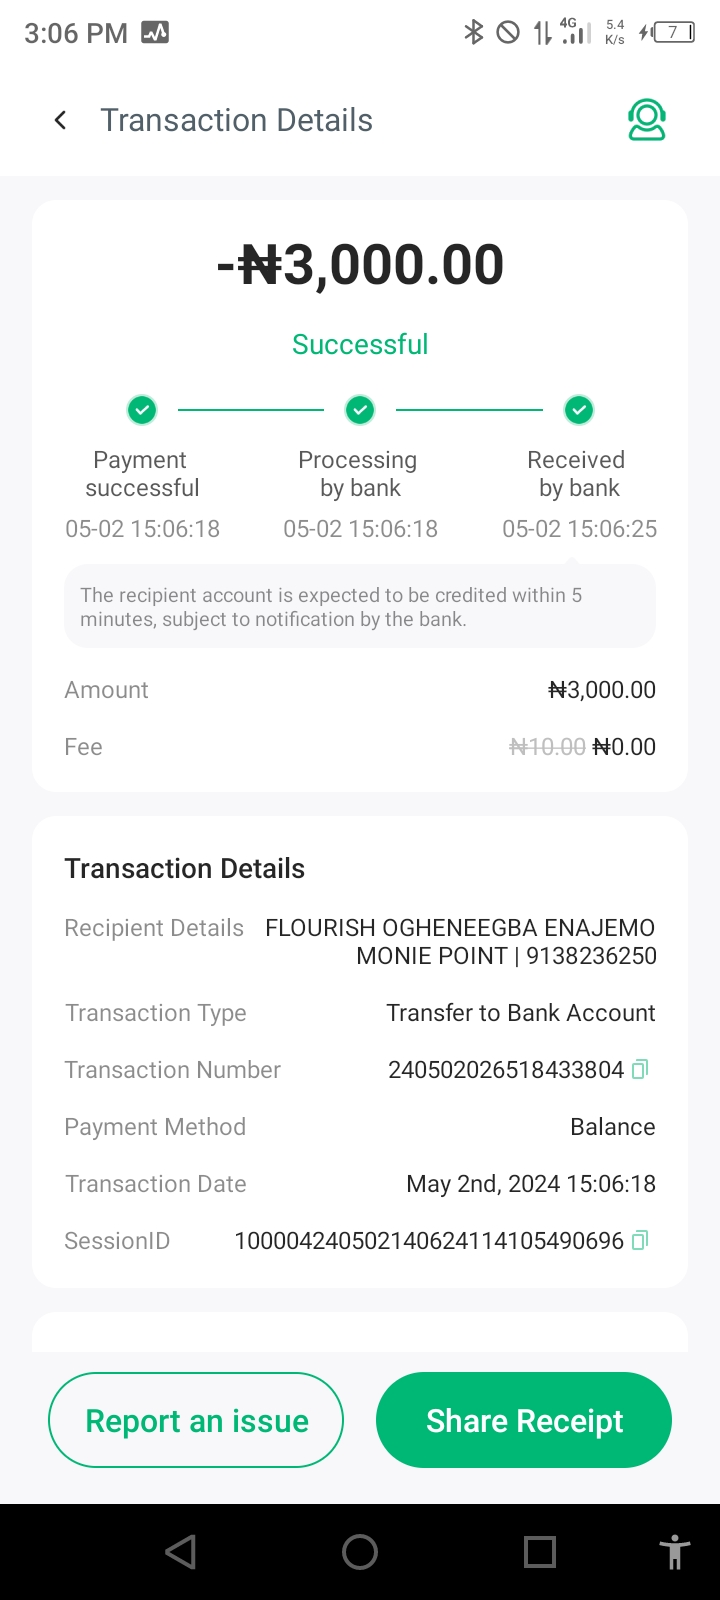 3:06 PM
4G
5.4
K/s
7
Transaction Details
-₦3,000.00
Successful
Payment successful
Processing by bank
Received by bank
05-02 15:06:18
05-02 15:06:18
05-02 15:06:25
The recipient account is expected to be credited within 5
minutes, subject to notification by the bank.
Amount ₦3,000.00
Fee ₦10.00 ₦0.00
Transaction Details
Recipient Details FLOURISH OGHENEEGBA ENAJEMO
MONIE POINT | 9138236250
Transaction Type Transfer to Bank Account
Transaction Number 240502026518433804
Payment Method Balance
Transaction Date May 2nd, 2024 15:06:18
SessionID 100004240502140624114105490696
Report an issue
Share Receipt